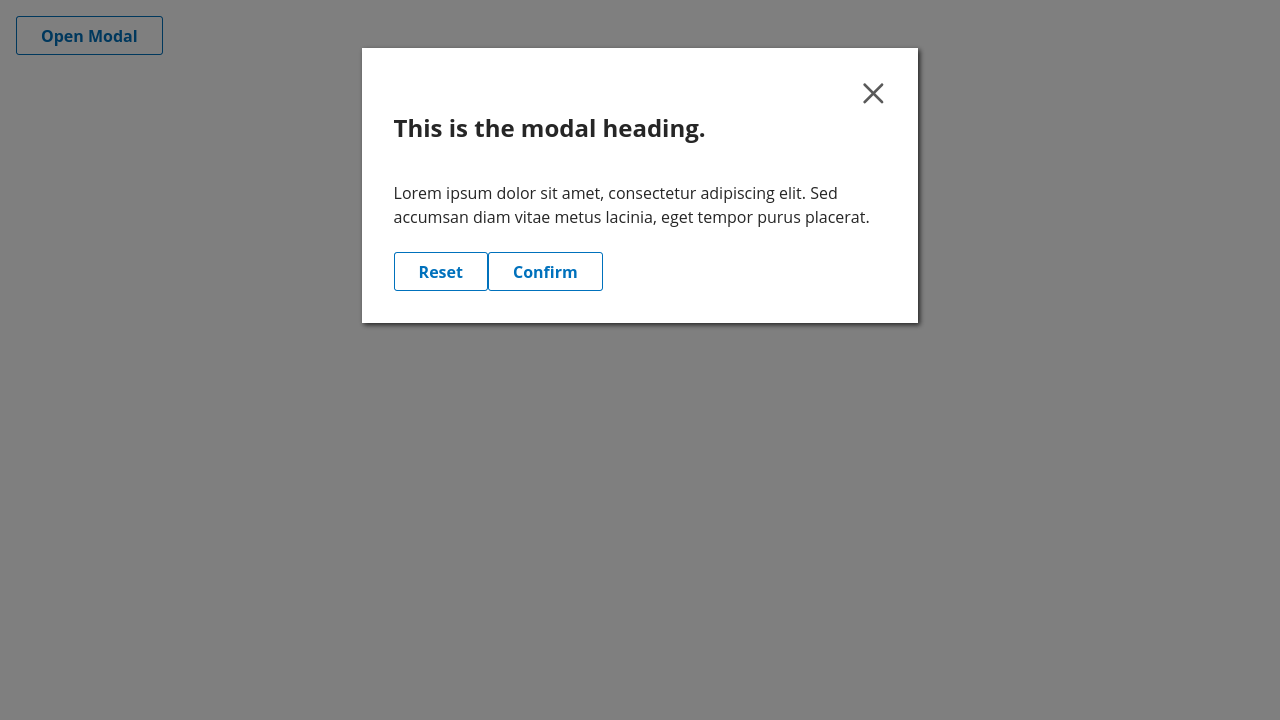 Open Modal
This is the modal heading.
Lorem ipsum dolor sit amet, consectetur adipiscing elit. Sed
accumsan diam vitae metus lacinia, eget tempor purus placerat.
Reset Confirm